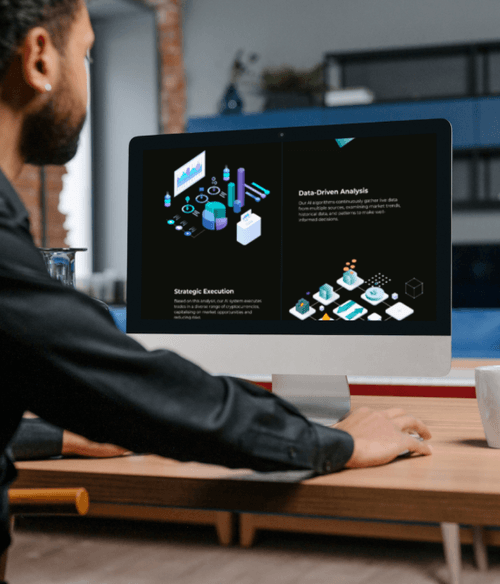 Data-Driven Analysis
Our AI algorithms continuously gather live data
from multiple sources, examining market trends,
historical data, and patterns to make well-
informed decisions.
Strategic Execution
Based on this analysis, our AI system executes
trades in a diverse range of cryptocurrencies,
capitalizing on market opportunities and
reducing risks